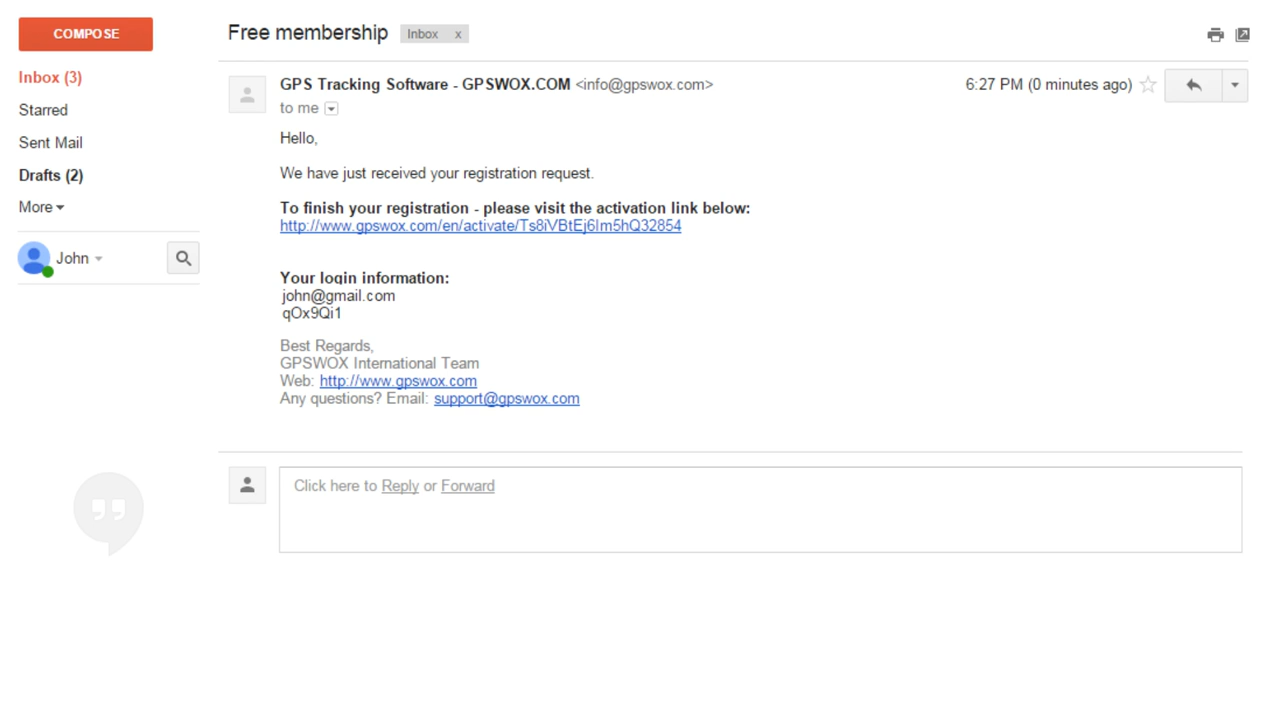 COMPOSE
Inbox (3)
Starred
Sent Mail
Drafts (2)
More
John
Free membership Inbox x
GPS Tracking Software - GPSWOX.COM <info@gpswox.com> 6:27 PM (0 minutes ago)
to me
Hello,
We have just received your registration request.
To finish your registration - please visit the activation link below:
http://www.gpswox.com/en/activate/Ts8iVBtEj6Im5hQ32854
Your login information:
john@gmail.com
qOx9Qi1
Best Regards,
GPSWOX International Team
Web: http://www.gpswox.com
Any questions? Email: support@gpswox.com
Click here to Reply or Forward